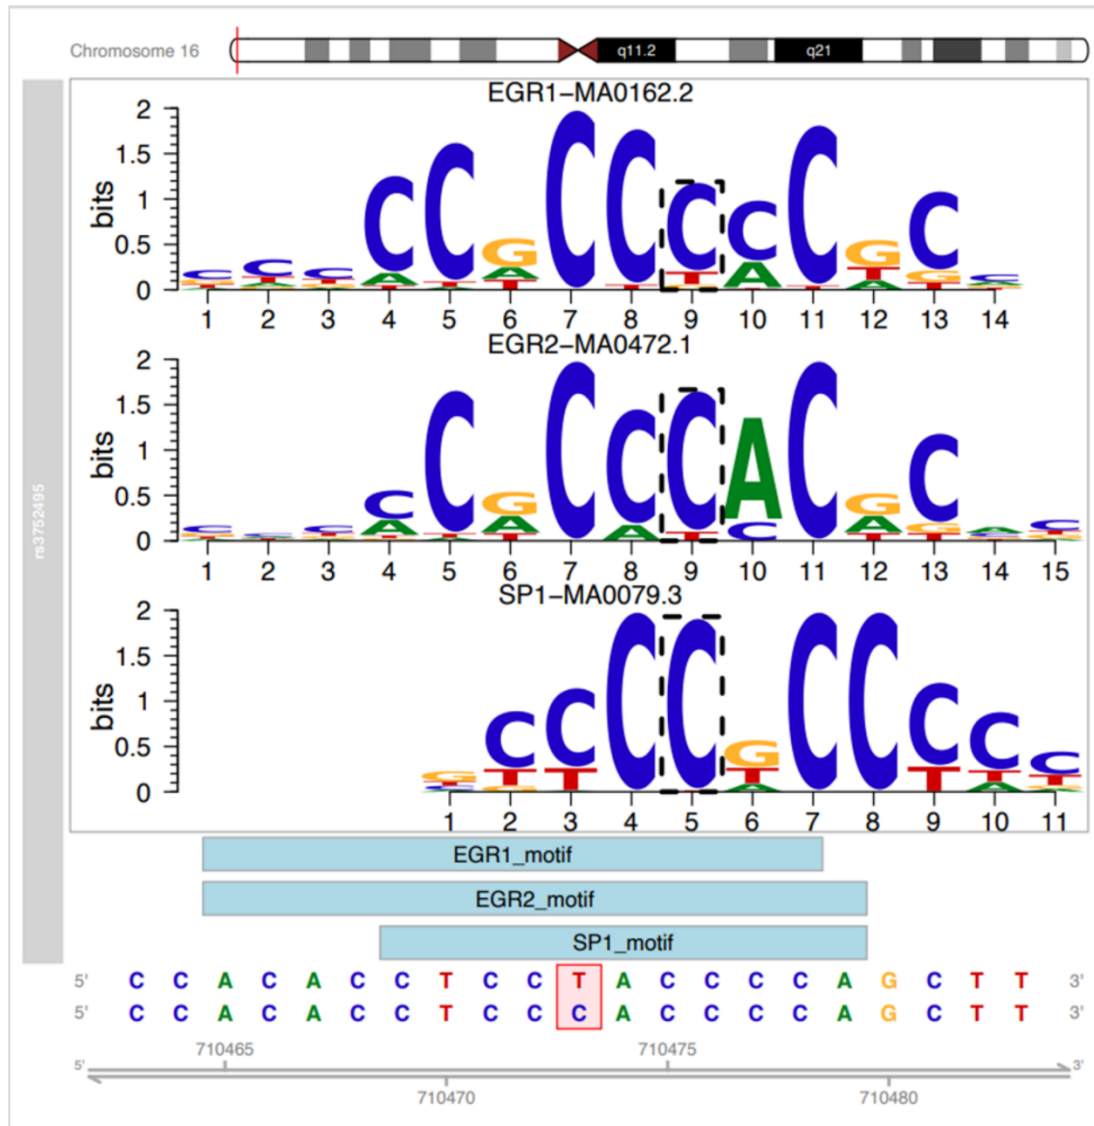 Chromosome 16 q11.2 q21
EGR1-MA0162.2
2
1.5
1
0.5
0
bits
C C C C C G C C C C C G C C
1 2 3 4 5 6 7 8 9 10 11 12 13 14
EGR2-MA0472.1
2
1.5
1
0.5
0
bits
C C C C C G C C C A C G C A C
1 2 3 4 5 6 7 8 9 10 11 12 13 14 15
SP1-MA0079.3
2
1.5
1
0.5
0
bits
G C C C C G C C C C C
1 2 3 4 5 6 7 8 9 10 11
rs3752495
EGR1_motif
EGR2_motif
SP1_motif
5' C C A C A C C T C C T A C C C C A G C T T 3'
5' C C A C A C C T C C C A C C C C A G C T T 3'
710465 710475
5' 3'
710470 710480